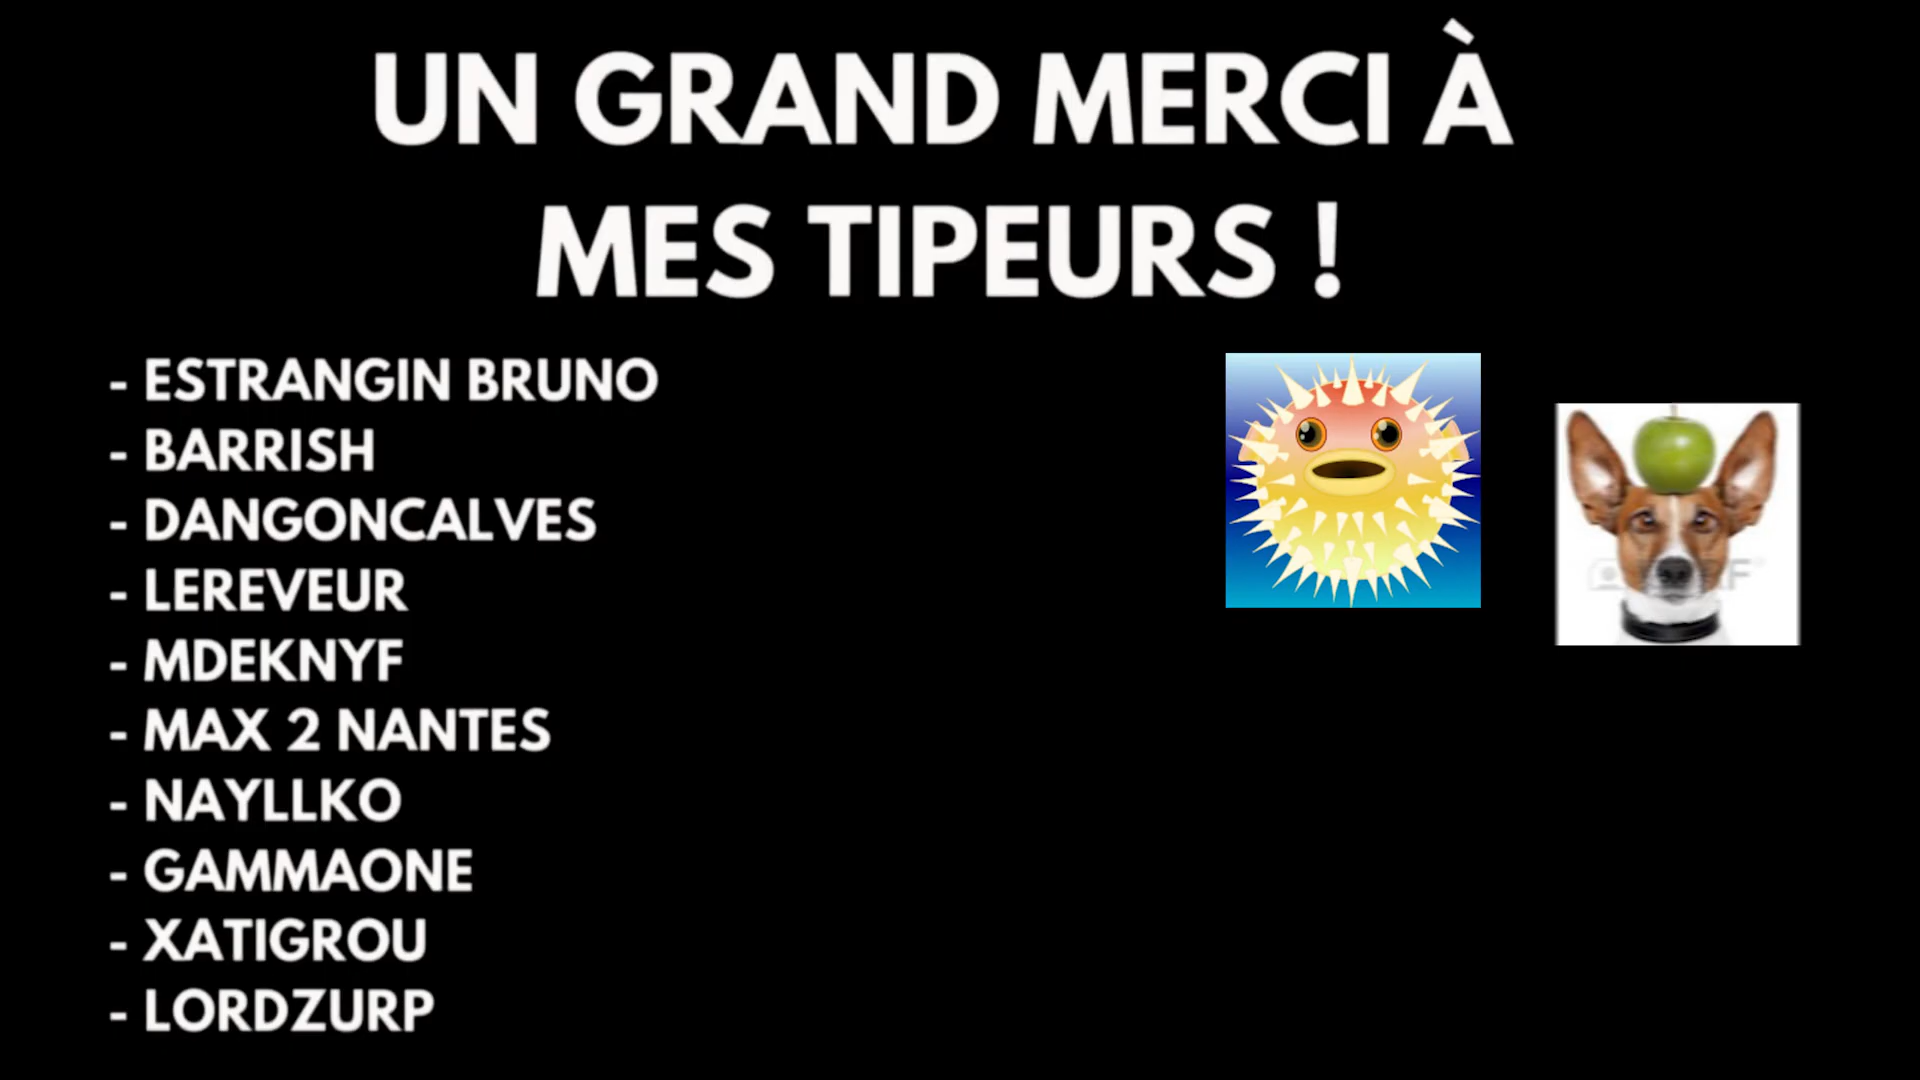 UN GRAND MERCI À
MES TIPEURS !
- ESTRANGIN BRUNO
- BARRISH
- DANGONCALVES
- LEREVEUR
- MDEKNYF
- MAX 2 NANTES
- NAYLLKO
- GAMMAONE
- XATIGROU
- LORDZURP